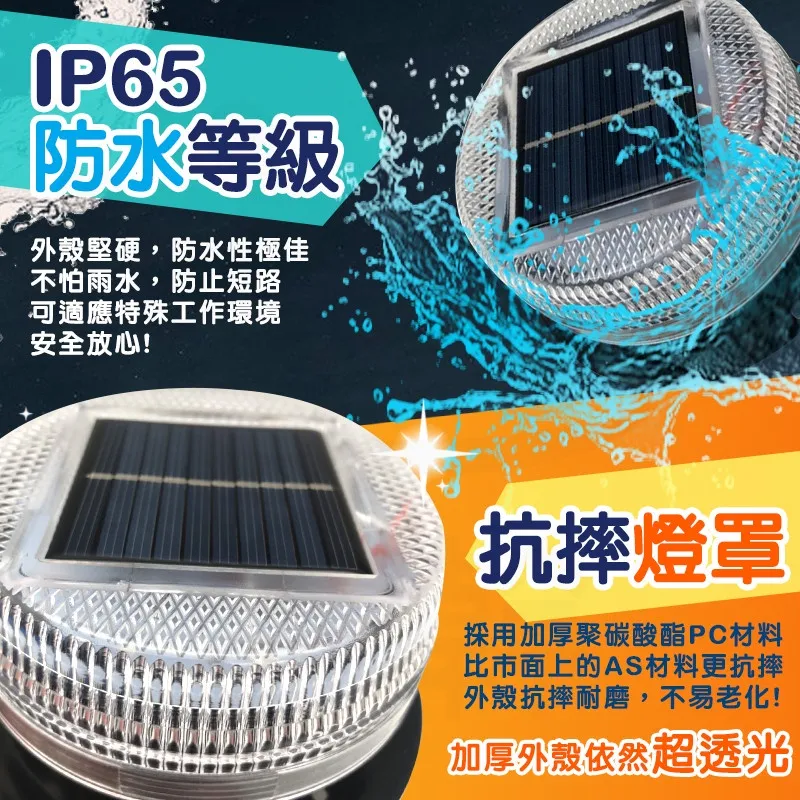 IP65
防水等級
外殼堅硬，防水性極佳
不怕雨水，防止短路
可適應特殊工作環境
安全放心!
抗摔燈罩
採用加厚聚碳酸酯PC材料
比市面上的AS材料更抗摔
外殼抗摔耐磨，不易老化!
加厚外殼依然超透光